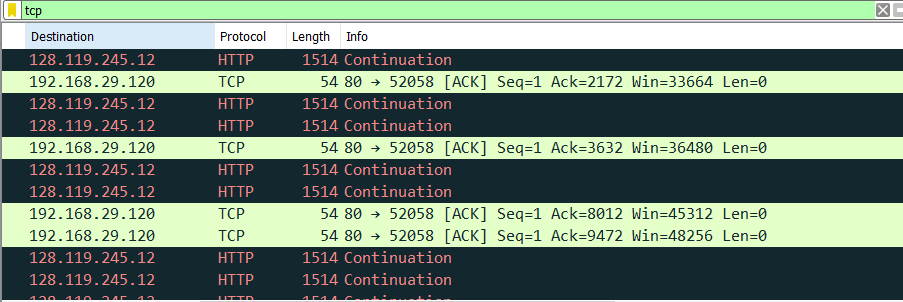 tcp
Destination Protocol Length Info
128.119.245.12 HTTP 1514 Continuation
192.168.29.120 TCP 54 80 → 52058 [ACK] Seq=1 Ack=2172 Win=33664 Len=0
128.119.245.12 HTTP 1514 Continuation
128.119.245.12 HTTP 1514 Continuation
192.168.29.120 TCP 54 80 → 52058 [ACK] Seq=1 Ack=3632 Win=36480 Len=0
128.119.245.12 HTTP 1514 Continuation
128.119.245.12 HTTP 1514 Continuation
192.168.29.120 TCP 54 80 → 52058 [ACK] Seq=1 Ack=8012 Win=45312 Len=0
192.168.29.120 TCP 54 80 → 52058 [ACK] Seq=1 Ack=9472 Win=48256 Len=0
128.119.245.12 HTTP 1514 Continuation
128.119.245.12 HTTP 1514 Continuation